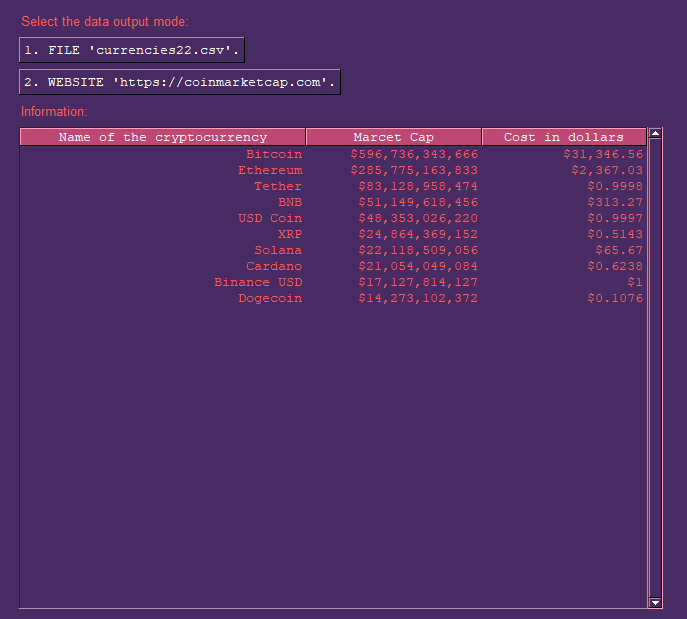 Select the data output mode:
1. FILE 'currencies22.csv'.
2. WEBSITE 'https://coinmarketcap.com'.
Information:
Name of the cryptocurrency Marcet Cap Cost in dollars
Bitcoin $596,736,343,666 $31,346.56
Ethereum $285,775,163,833 $2,367.03
Tether $83,128,958,474 $0.9998
BNB $51,149,618,456 $313.27
USD Coin $48,353,026,220 $0.9997
XRP $24,864,369,152 $0.5143
Solana $22,118,509,056 $65.67
Cardano $21,054,049,084 $0.6238
Binance USD $17,127,814,127 $1
Dogecoin $14,273,102,372 $0.1076